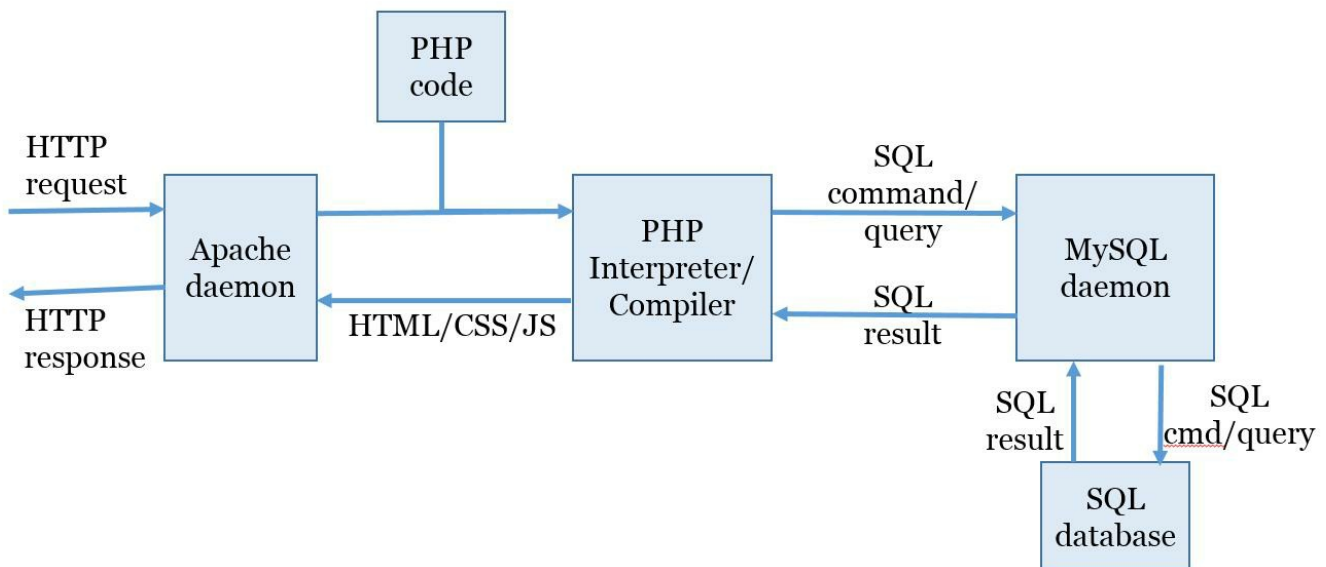 PHP
code
HTTP
request
Apache
daemon
HTTP
response
HTML/CSS/JS
PHP
Interpreter/
Compiler
SQL
command/
query
SQL
result
MySQL
daemon
SQL
result
SQL
cmd/query
SQL
database